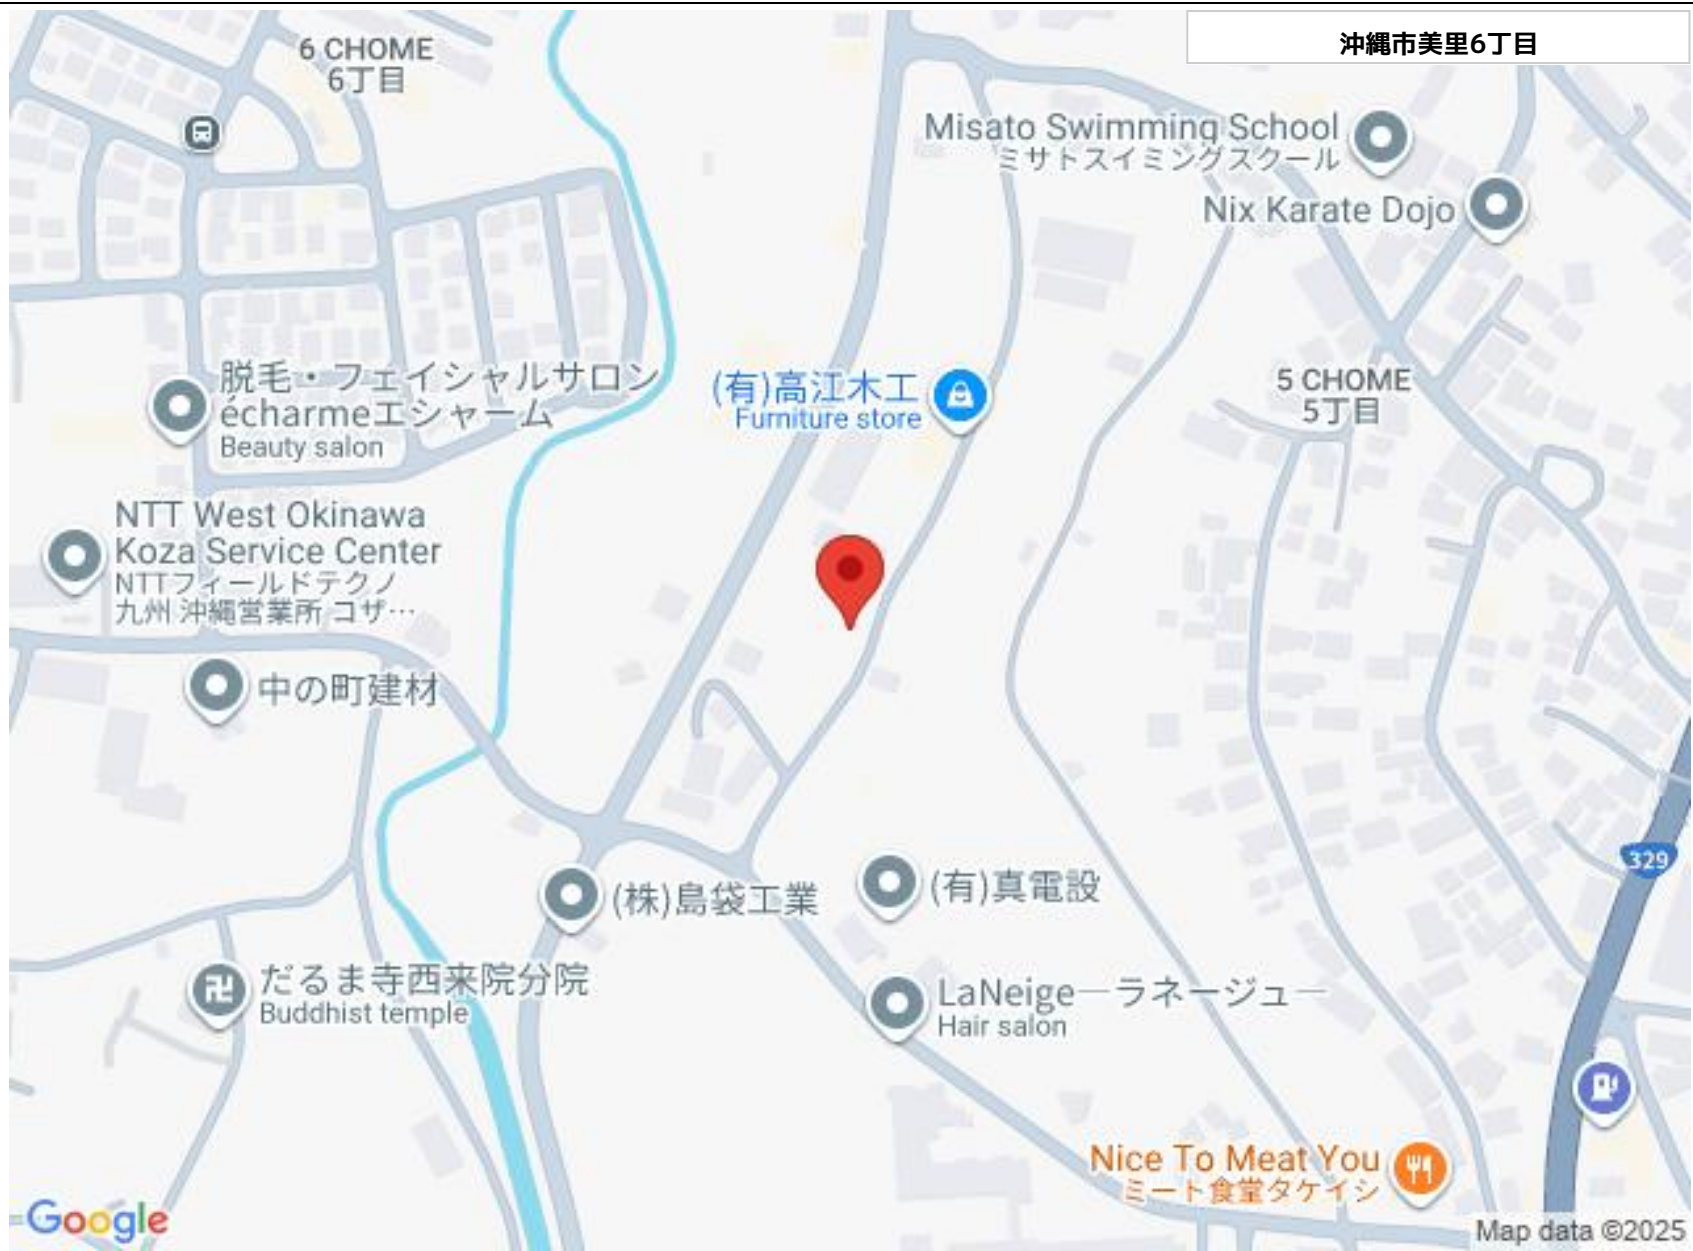 沖縄市美里6丁目
6 CHOME
6丁目
Misato Swimming School
ミサトスイミングスクール
Nix Karate Dojo
脱毛・フェイシャルサロン
écharmeエシャーム
Beauty salon
(有)高江木工
Furniture store
5 CHOME
5丁目
NTT West Okinawa
Koza Service Center
NTTフィールドテクノ
九州 沖縄営業所 コザ…
中の町建材
329
(株)島袋工業
(有)真電設
だるま寺西来院分院
Buddhist temple
LaNeige―ラネージュ―
Hair salon
Nice To Meat You
ミート食堂タケイシ
Google
Map data ©2025